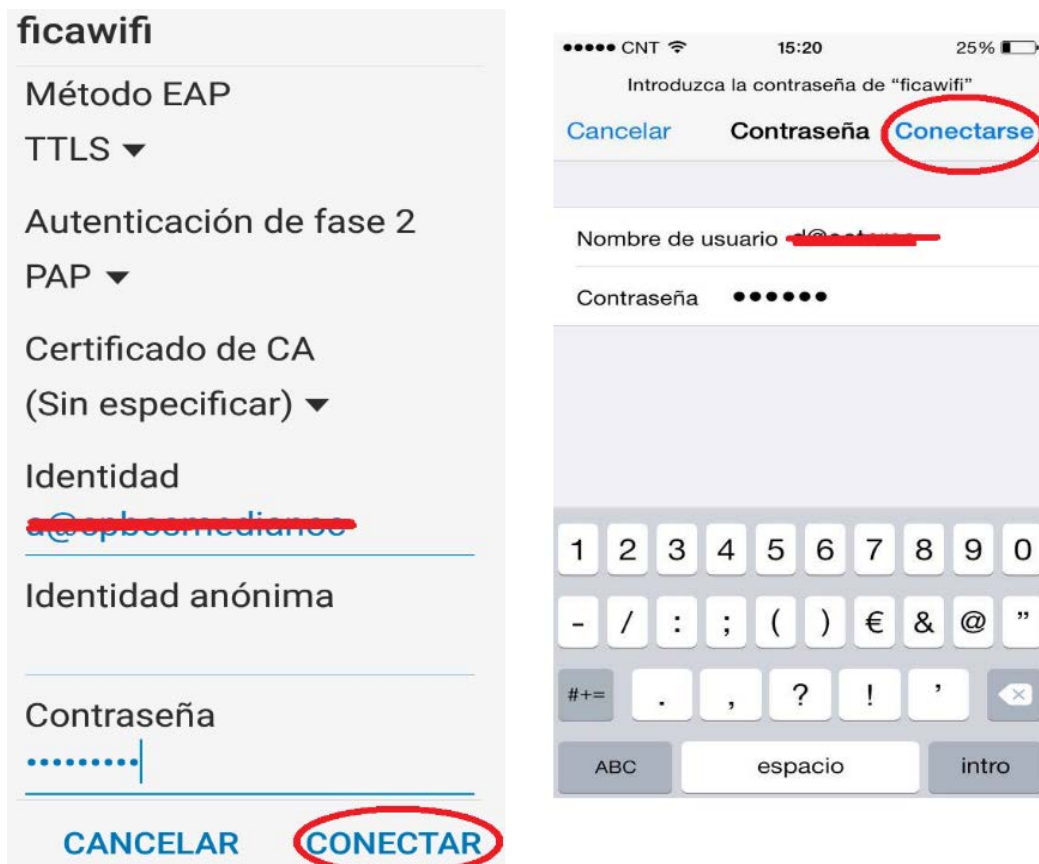 ficawifi
Método EAP
TTLS
Autenticación de fase 2
PAP
Certificado de CA
(Sin especificar)
Identidad
Identidad anónima
Contraseña
CANCELAR CONECTAR
CNT 15:20 25%
Introduzca la contraseña de “ficawifi”
Cancelar Contraseña Conectarse
Nombre de usuario
Contraseña
1 2 3 4 5 6 7 8 9 0
- / : ; ( ) € & @ ”
#+= . , ? ! ’
ABC espacio intro